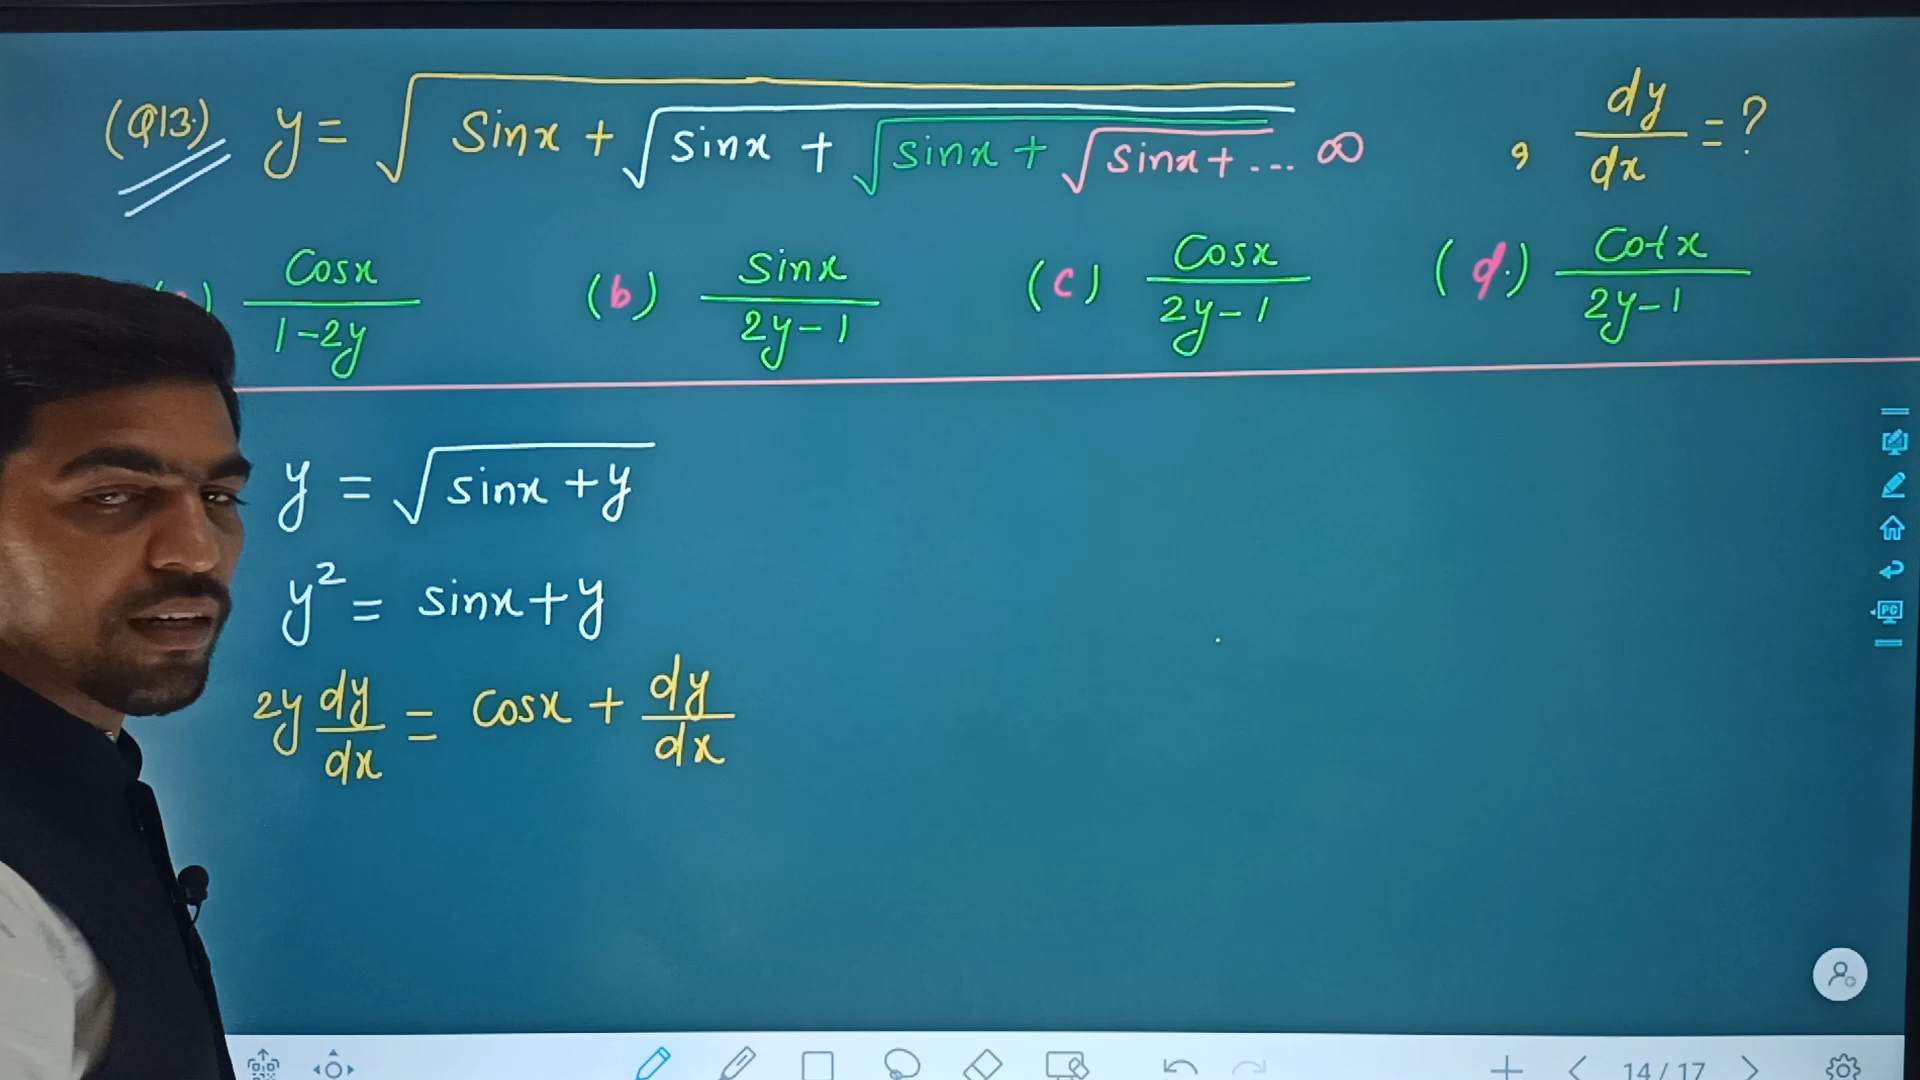 (Q13.) y = √(sinx + √(sinx + √(sinx + √(sinx + ... ∞ , dy/dx = ?
cosx/(1-2y) (b) sinx/(2y-1) (c) cosx/(2y-1) (d.) cotx/(2y-1)
y = √(sinx + y)
y² = sinx + y
2y dy/dx = cosx + dy/dx
PC
14/17